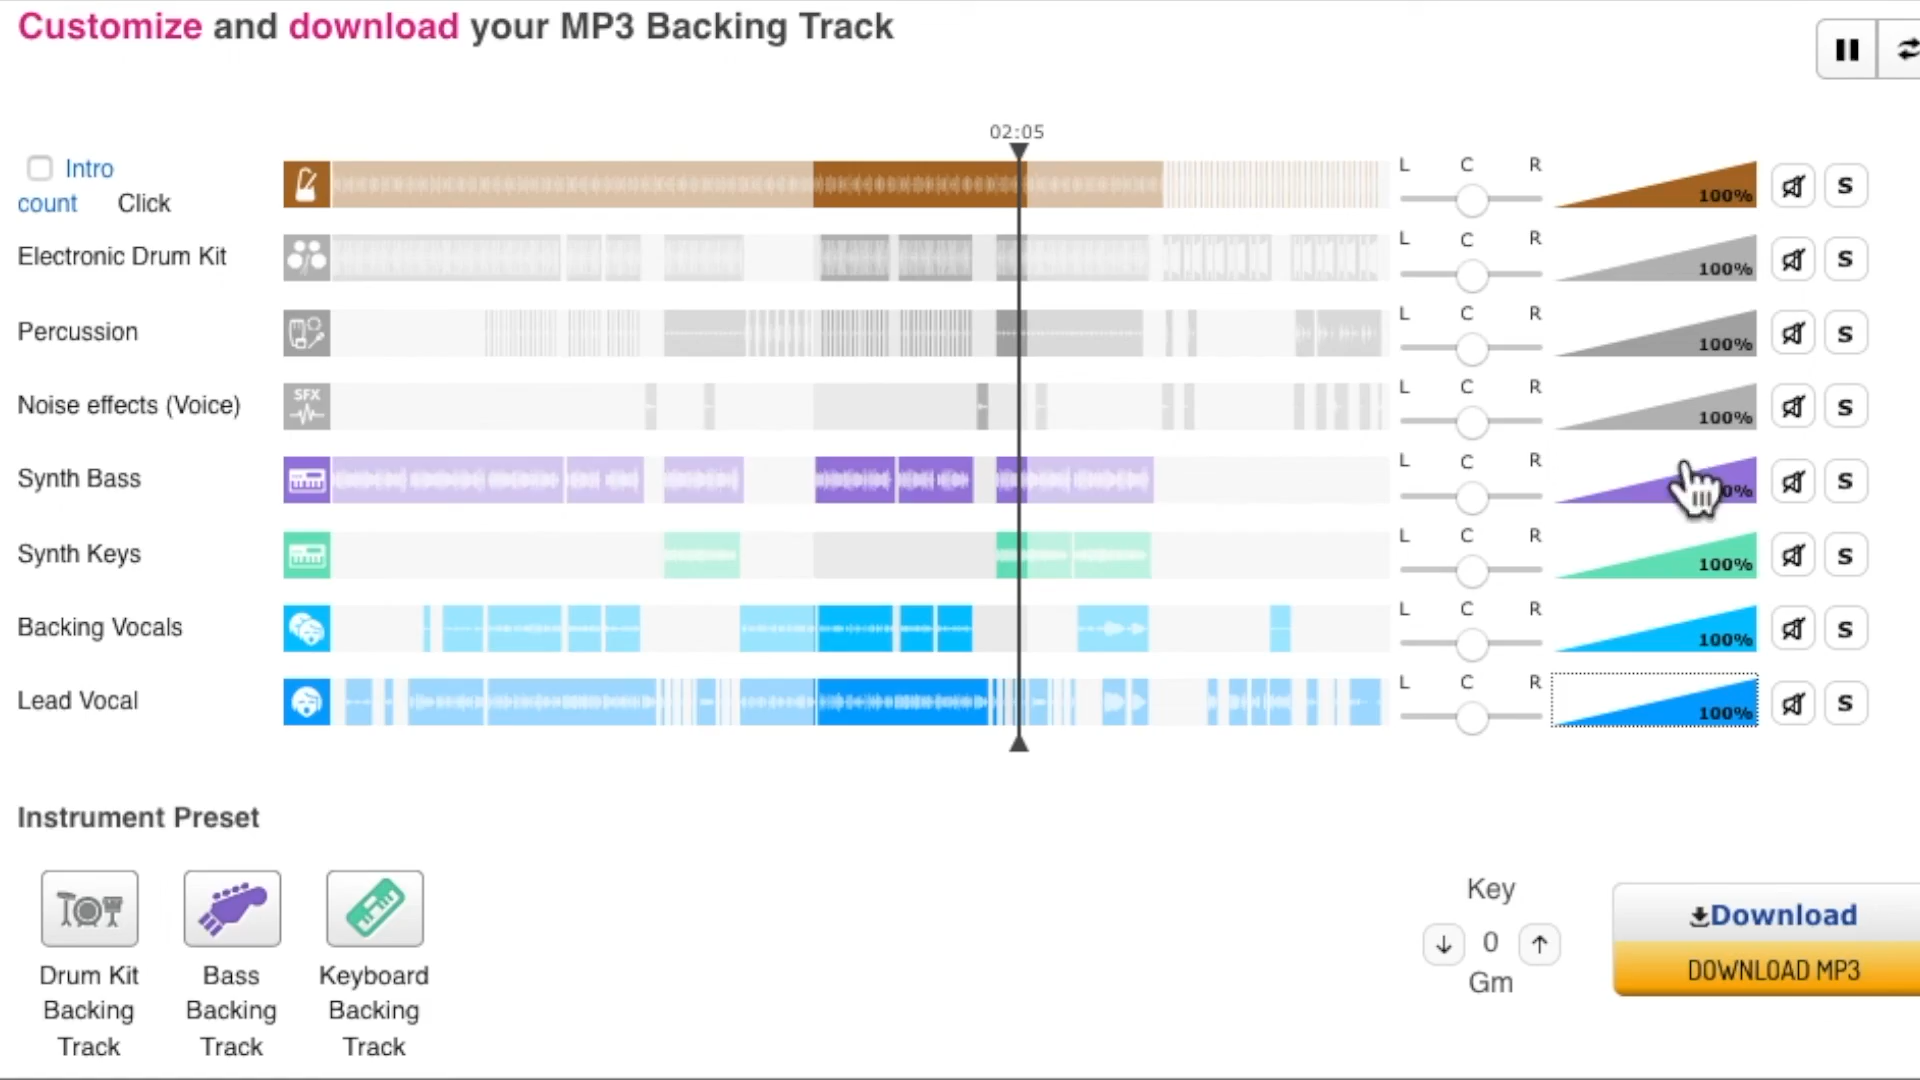 Customize and download your MP3 Backing Track
02:05
Intro
count Click
L C R
100%
S
Electronic Drum Kit
L C R
100%
S
Percussion
L C R
100%
S
Noise effects (Voice)
SFX
L C R
100%
S
Synth Bass
L C R
0%
S
Synth Keys
L C R
100%
S
Backing Vocals
L C R
100%
S
Lead Vocal
L C R
100%
S
Instrument Preset
Drum Kit
Backing
Track
Bass
Backing
Track
Keyboard
Backing
Track
Key
0
Gm
Download
DOWNLOAD MP3